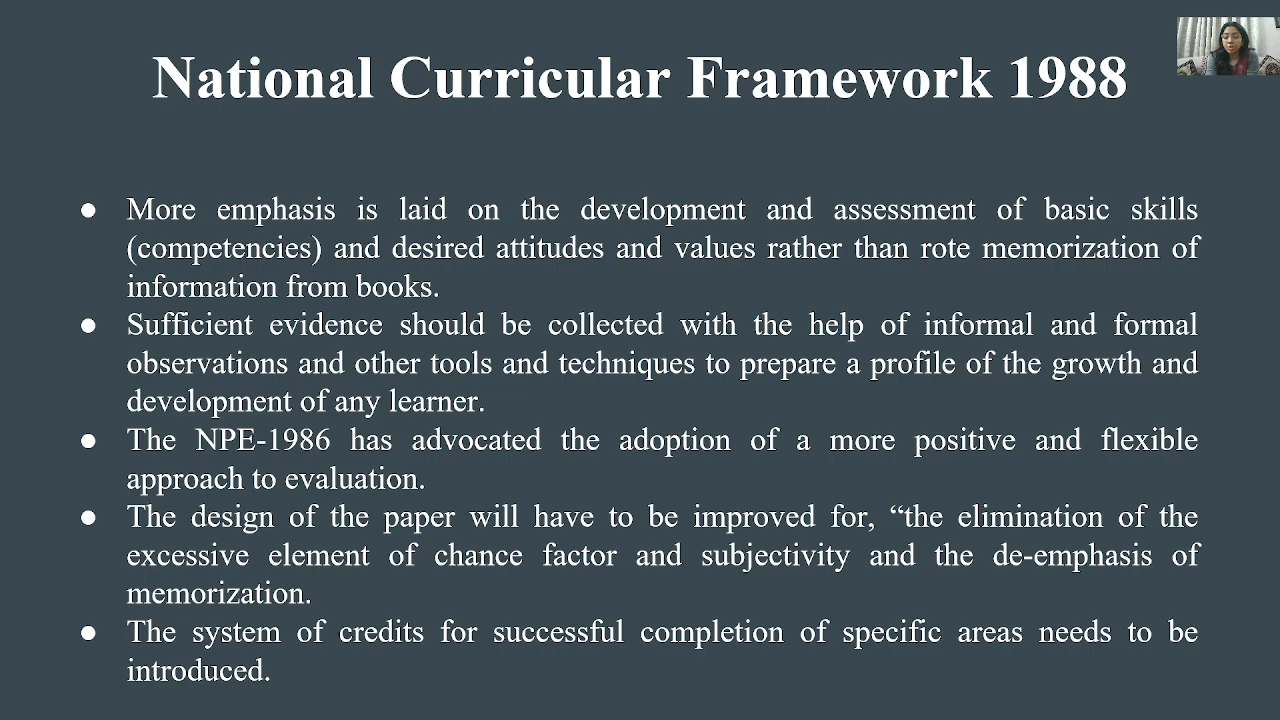 National Curricular Framework 1988
● More emphasis is laid on the development and assessment of basic skills
(competencies) and desired attitudes and values rather than rote memorization of
information from books.
● Sufficient evidence should be collected with the help of informal and formal
observations and other tools and techniques to prepare a profile of the growth and
development of any learner.
● The NPE-1986 has advocated the adoption of a more positive and flexible
approach to evaluation.
● The design of the paper will have to be improved for, “the elimination of the
excessive element of chance factor and subjectivity and the de-emphasis of
memorization.
● The system of credits for successful completion of specific areas needs to be
introduced.